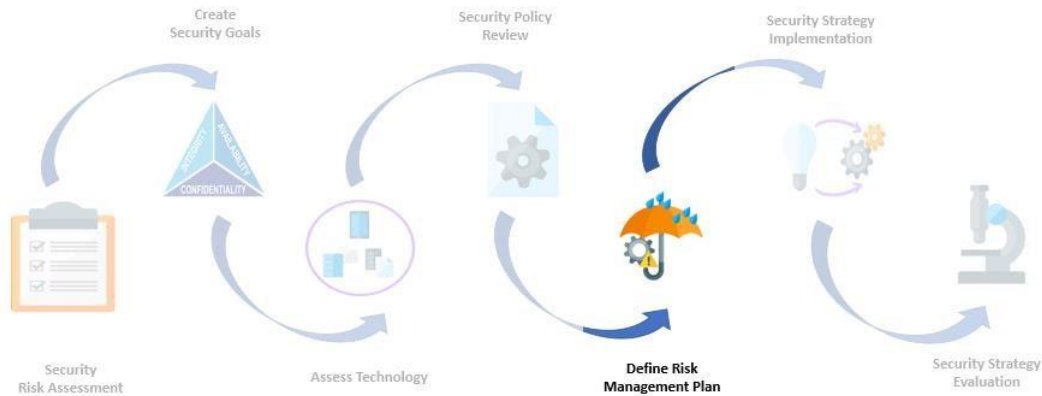 Create
Security Goals
Security Policy
Review
Security Strategy
Implementation
INTEGRITY
AVAILABILITY
CONFIDENTIALITY
Security
Risk Assessment
Assess Technology
Define Risk
Management Plan
Security Strategy
Evaluation